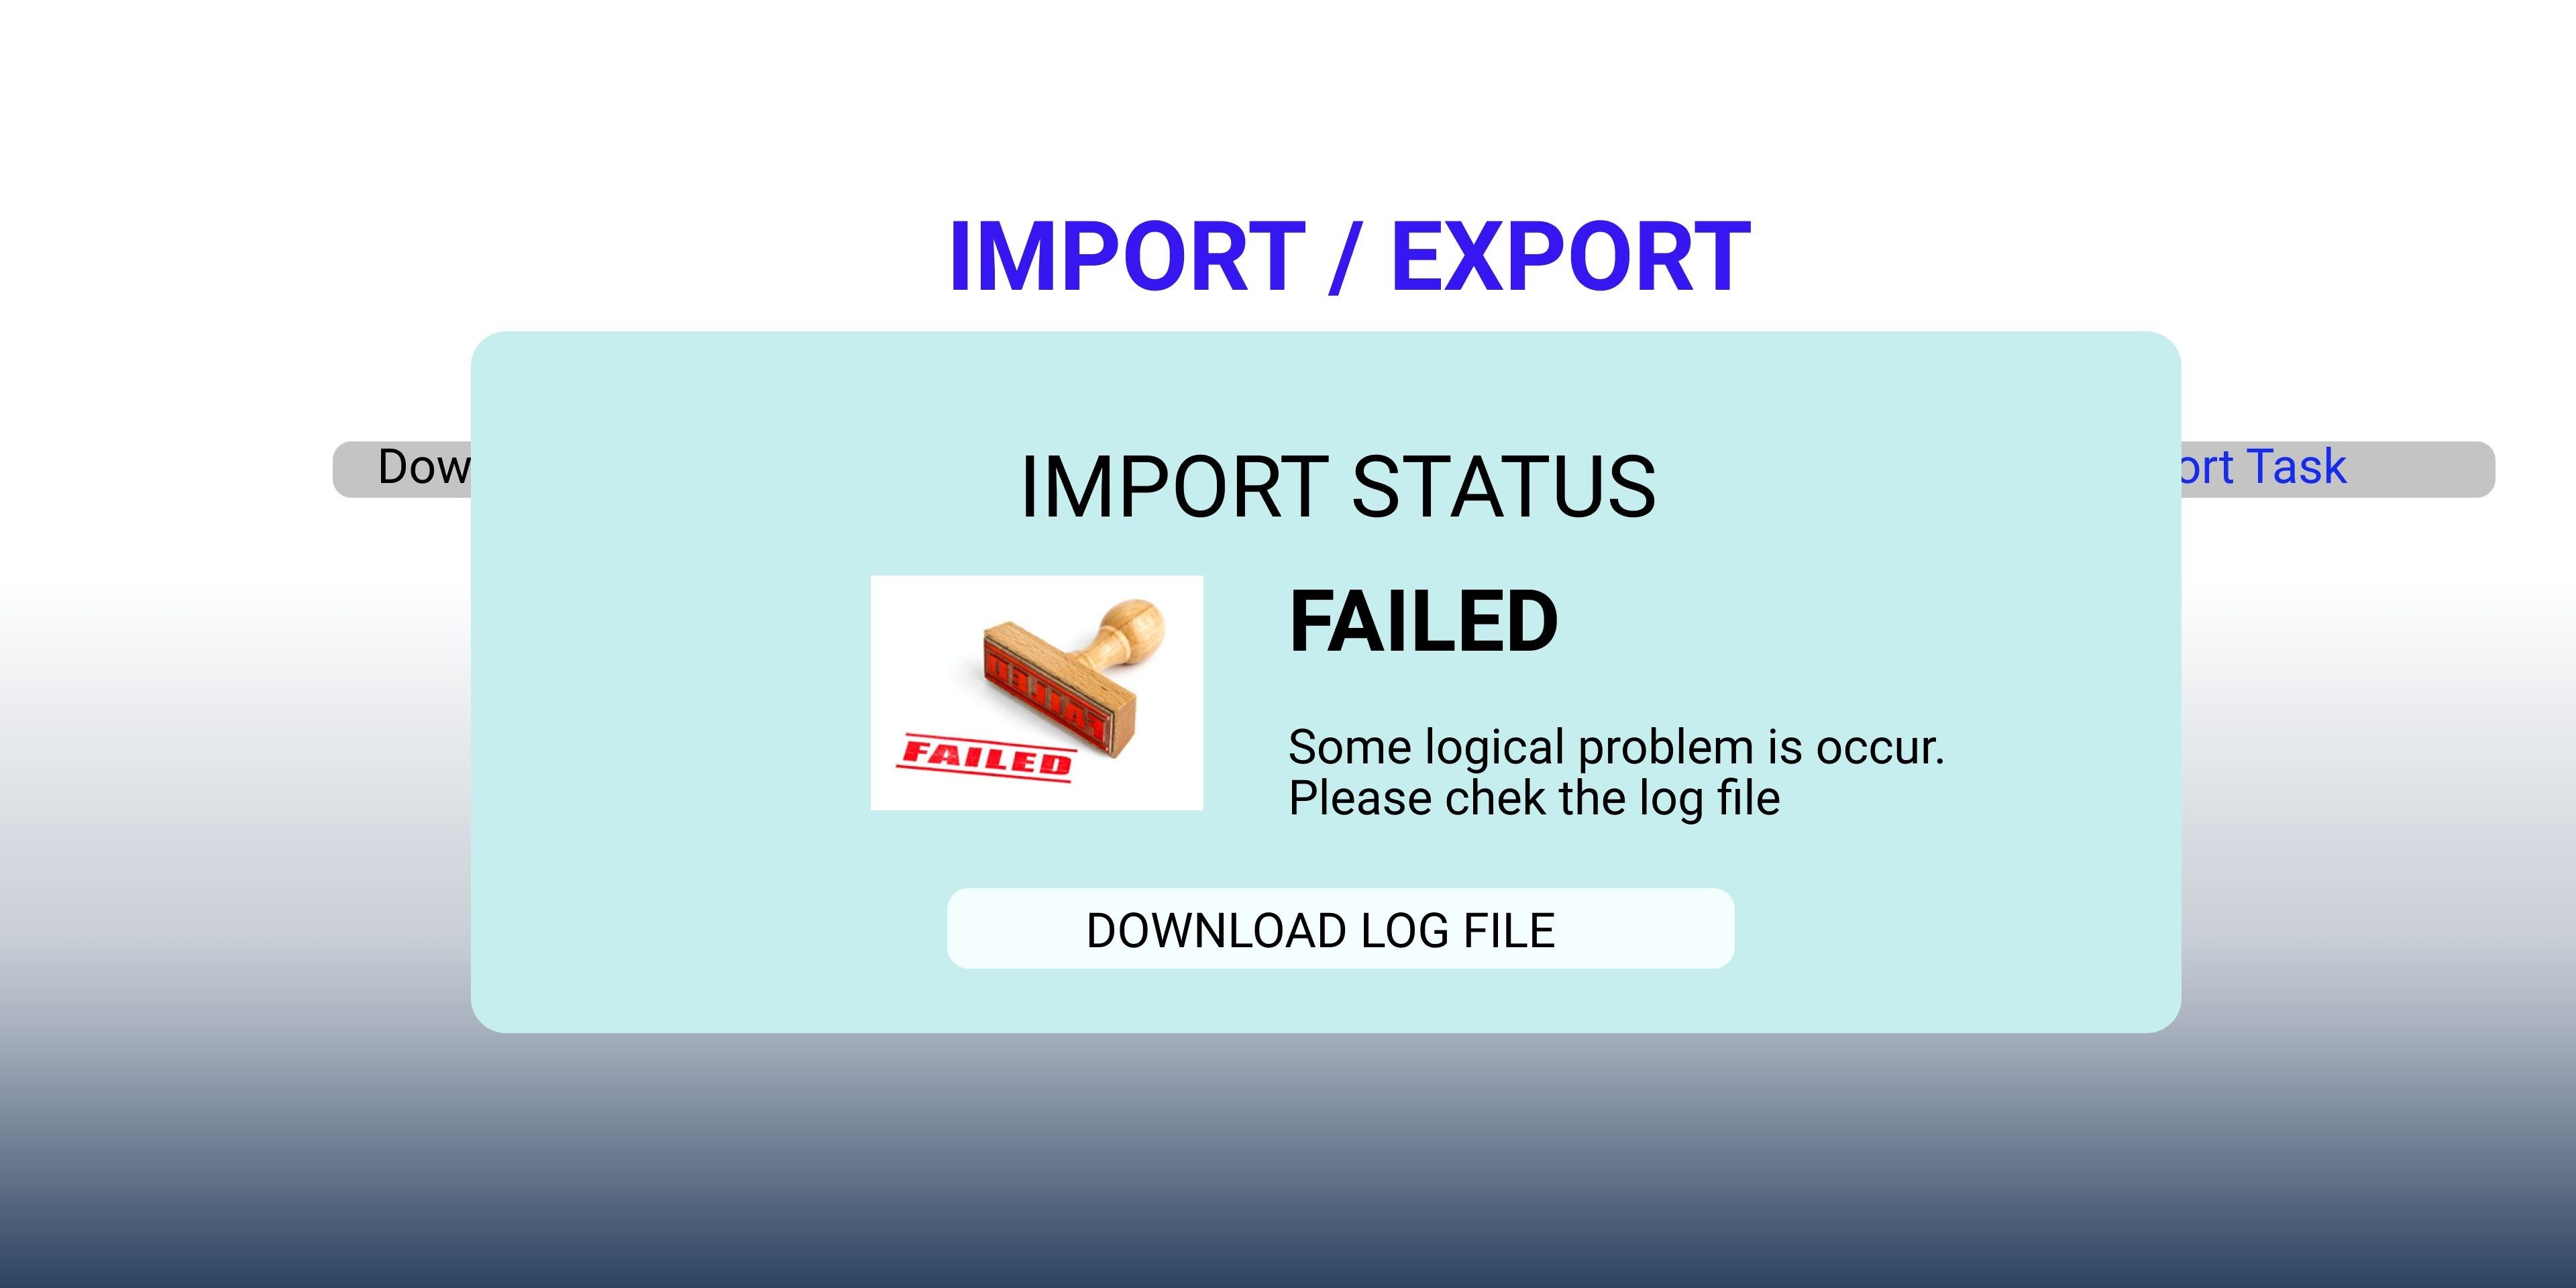 IMPORT / EXPORT
Dow
ort Task
IMPORT STATUS
FAILED
FAILED
FAILED
Some logical problem is occur.
Please chek the log file
DOWNLOAD LOG FILE